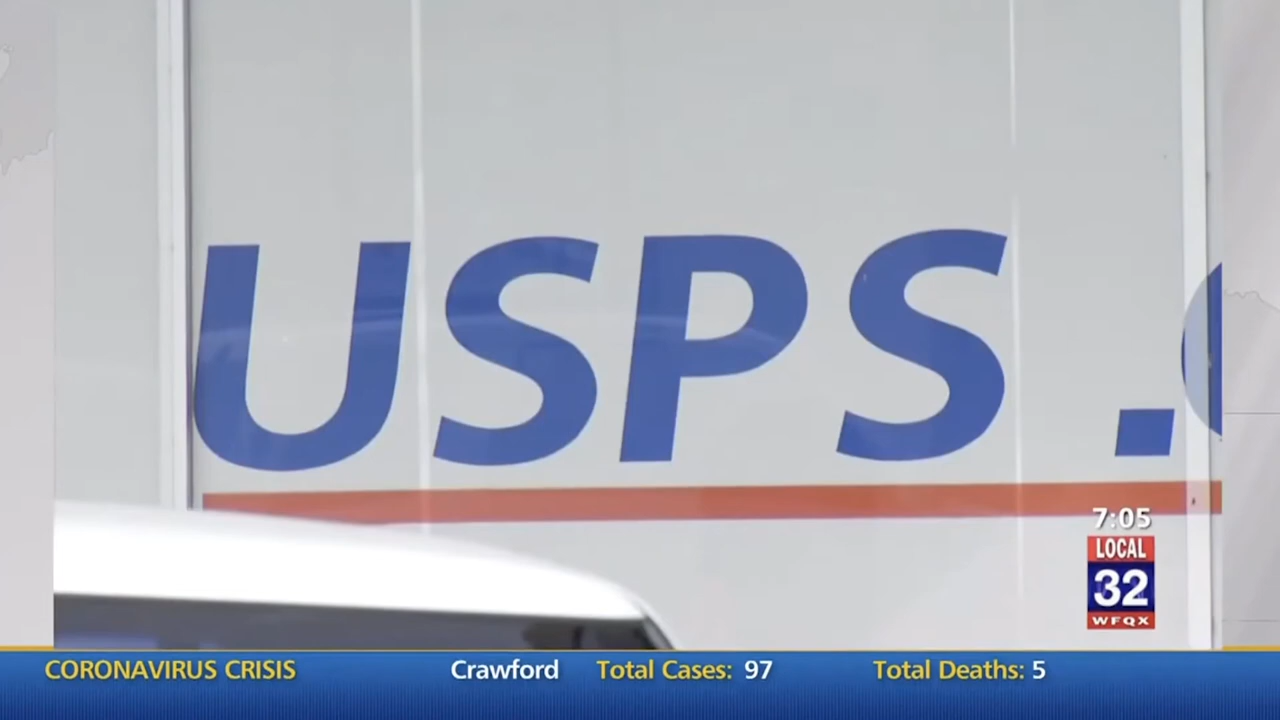 USPS.
7:05
LOCAL
32
WFQX
CORONAVIRUS CRISIS Crawford Total Cases: 97 Total Deaths: 5